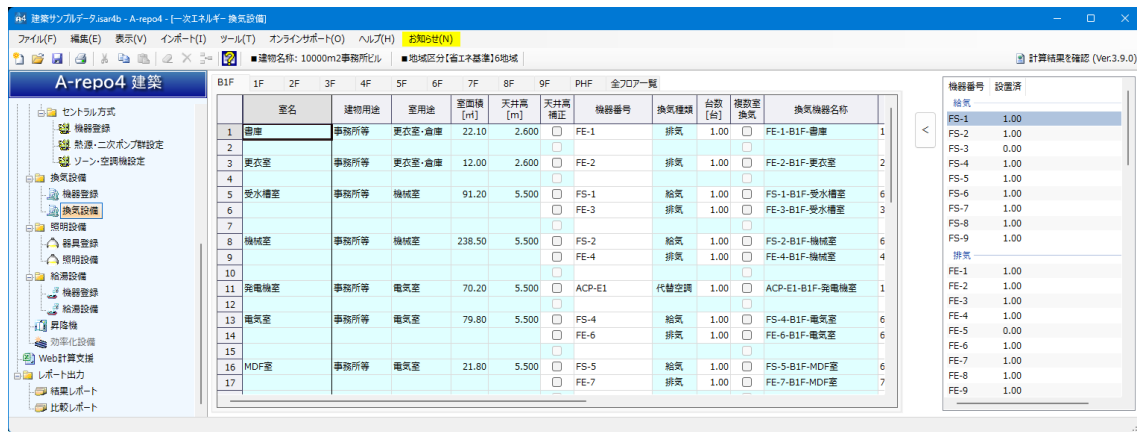 建築サンプルデータ.isar4b - A-repo4 - [一次エネルギー 換気設備]
ファイル(F) 編集(E) 表示(V) インポート(I) ツール(T) オンラインサポート(O) ヘルプ(H) お知らせ(N)
■建物名称: 10000m2事務所ビル ■地域区分【省エネ基準】6地域 計算結果を確認 (Ver.3.9.0)
A-repo4 建築
セントラル方式
機器登録
熱源・二次ポンプ群設定
ゾーン・空調機設定
換気設備
機器登録
換気設備
照明設備
器具登録
照明設備
給湯設備
機器登録
給湯設備
昇降機
効率化設備
Web計算支援
レポート出力
結果レポート
比較レポート
B1F 1F 2F 3F 4F 5F 6F 7F 8F 9F PHF 全フロア一覧
室名 建物用途 室用途 室面積[㎡] 天井高[m] 天井高補正 機器番号 換気種類 台数[台] 複数室換気 換気機器名称
1 書庫 事務所等 更衣室・倉庫 22.10 2.600 FE-1 排気 1.00 FE-1-B1F-書庫 1
2
3 更衣室 事務所等 更衣室・倉庫 12.00 2.600 FE-2 排気 1.00 FE-2-B1F-更衣室 2
4
5 受水槽室 事務所等 機械室 91.20 5.500 FS-1 給気 1.00 FS-1-B1F-受水槽室 6
6 FE-3 排気 1.00 FE-3-B1F-受水槽室 3
7
8 機械室 事務所等 機械室 238.50 5.500 FS-2 給気 1.00 FS-2-B1F-機械室 6
9 FE-4 排気 1.00 FE-4-B1F-機械室 4
10
11 発電機室 事務所等 電気室 70.20 5.500 ACP-E1 代替空調 1.00 ACP-E1-B1F-発電機室 1
12
13 電気室 事務所等 電気室 79.80 5.500 FS-4 給気 1.00 FS-4-B1F-電気室 6
14 FE-6 排気 1.00 FE-6-B1F-電気室 6
15
16 MDF室 事務所等 電気室 21.80 5.500 FS-5 給気 1.00 FS-5-B1F-MDF室 6
17 FE-7 排気 1.00 FE-7-B1F-MDF室 7
<
機器番号 設置済
給気
FS-1 1.00
FS-2 1.00
FS-3 0.00
FS-4 1.00
FS-5 1.00
FS-6 1.00
FS-7 1.00
FS-8 1.00
FS-9 1.00
排気
FE-1 1.00
FE-2 1.00
FE-3 1.00
FE-4 1.00
FE-5 0.00
FE-6 1.00
FE-7 1.00
FE-8 1.00
FE-9 1.00